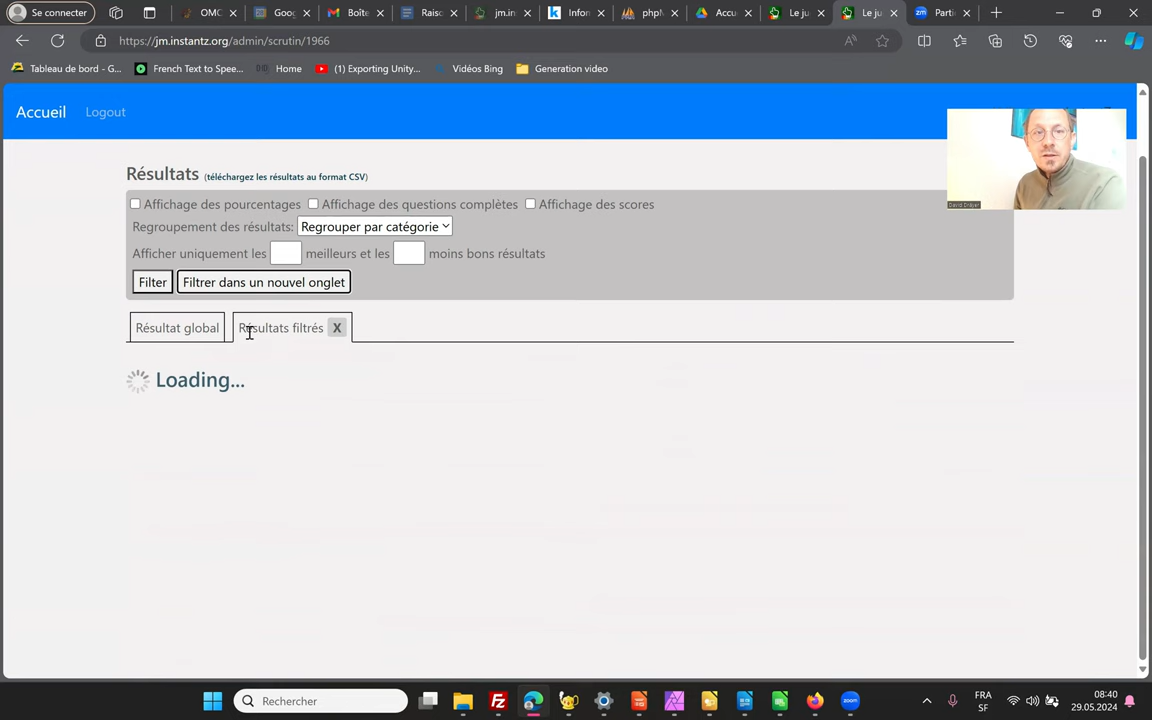 Se connecter
OMC
Goog
Boîte
Raiso
jm.in
Infor
phpM
Accu
Le ju
Le ju
Parti
https://jm.instantz.org/admin/scrutin/1966
Tableau de bord - G...
French Text to Spee...
Home
(1) Exporting Unity...
Vidéos Bing
Generation video
Accueil
Logout
David Dräyer
Résultats (téléchargez les résultats au format CSV)
Affichage des pourcentages
Affichage des questions complètes
Affichage des scores
Regroupement des résultats: Regrouper par catégorie
Afficher uniquement les meilleurs et les moins bons résultats
Filter
Filtrer dans un nouvel onglet
Résultat global
Résultats filtrés X
Loading...
Rechercher
zoom
FRA
SF
08:40
29.05.2024